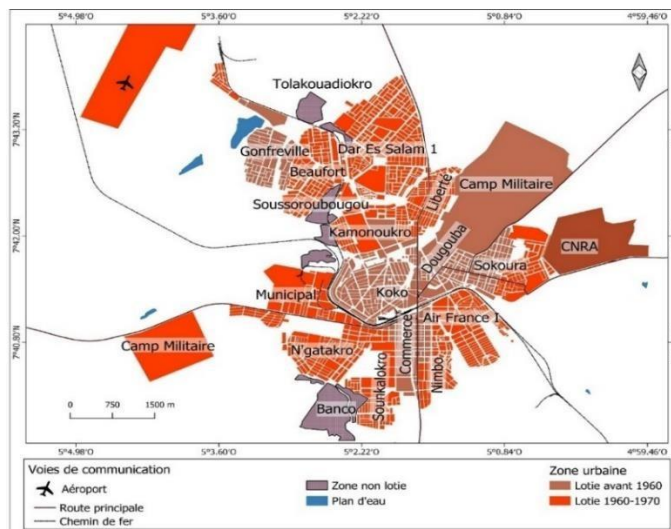 5°4.98'O 5°3.60'O 5°2.22'O 5°0.84'O 4°59.46'O
7°43.20'N
7°42.00'N
7°40.80'N
Tolakouadiokro
Gonfreville
Dar Es Salam 1
Beaufort
Liberté
Camp Militaire
Soussoroubougou
Kamonoukro
Dougouba
CNRA
Sokoura
Koko
Municipal
Air France I
Camp Militaire
N'gatakro
Commerce
Sounkalokro
Nimbo
Banco
0 750 1500 m
5°4.98'O 5°3.60'O 5°2.22'O 5°0.84'O 4°59.46'O
Voies de communication
Aéroport
Route principale
Chemin de fer
Zone non lotie
Plan d'eau
Zone urbaine
Lotie avant 1960
Lotie 1960-1970